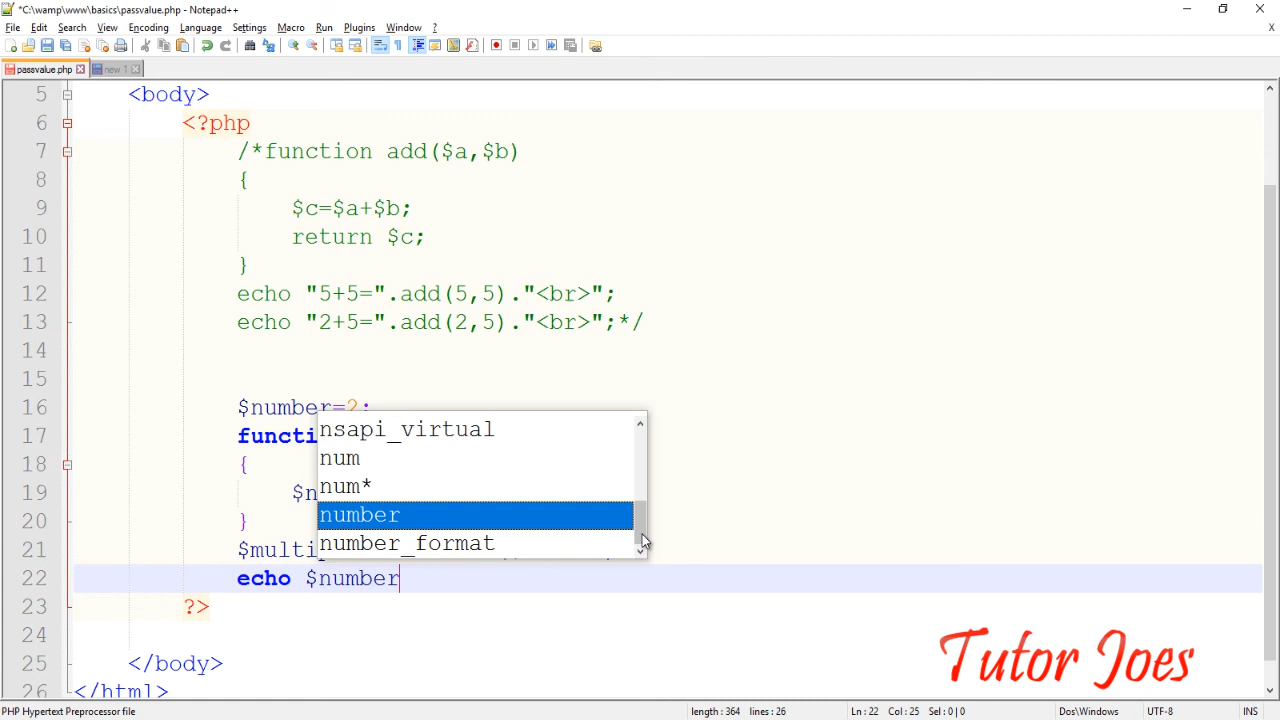 *C:\wamp\www\basics\passvalue.php - Notepad++
File Edit Search View Encoding Language Settings Macro Run Plugins Window ?
X
passvalue.php new 1
5 <body>
6 <?php
7 /*function add($a,$b)
8 {
9 $c=$a+$b;
10 return $c;
11 }
12 echo "5+5=".add(5,5)."<br>";
13 echo "2+5=".add(2,5)."<br>";*/
14
15
16 $number=2;
17 functi
nsapi_virtual
18 {
num
19 $n
num*
20 }
number
21 $multip
number_format
22 echo $number
23 ?>
24
25 </body>
26 </html>
Tutor Joes
PHP Hypertext Preprocessor file length : 364 lines : 26 Ln : 22 Col : 25 Sel : 0 | 0 Dos\Windows UTF-8 INS